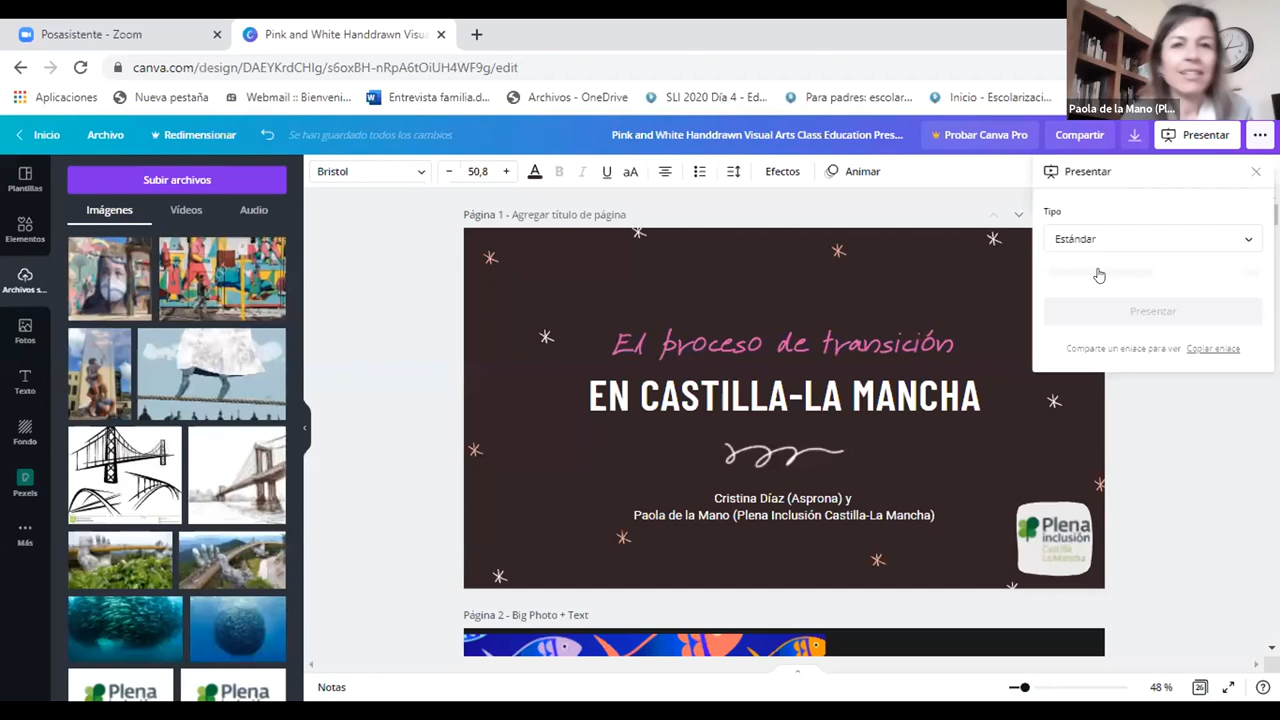 Posasistente - Zoom
Pink and White Handdrawn Visu
canva.com/design/DAEYKrdCHIg/s6oxBH-nRpA6tOiUH4WF9g/edit
Aplicaciones
Nueva pestaña
Webmail :: Bienveni...
Entrevista familia.d...
Archivos - OneDrive
SLI 2020 Día 4 - Ed...
Para padres: escolar...
Inicio - Escolarizaci...
Paola de la Mano (Pl...
Inicio
Archivo
Redimensionar
Se han guardado todos los cambios
Pink and White Handdrawn Visual Arts Class Education Pres...
Probar Canva Pro
Compartir
Presentar
Plantillas
Elementos
Archivos s...
Fotos
Texto
Fondo
Pexels
Más
Subir archivos
Imágenes
Vídeos
Audio
Plena
Plena
Bristol
50,8
A
B
I
U
aA
Efectos
Animar
Página 1 - Agregar título de página
El proceso de transición
EN CASTILLA-LA MANCHA
Cristina Díaz (Asprona) y
Paola de la Mano (Plena Inclusión Castilla-La Mancha)
Plena
inclusión
Castilla
La Mancha
Página 2 - Big Photo + Text
Presentar
Tipo
Estándar
Presentar
Comparte un enlace para ver
Copiar enlace
Notas
48 %
26